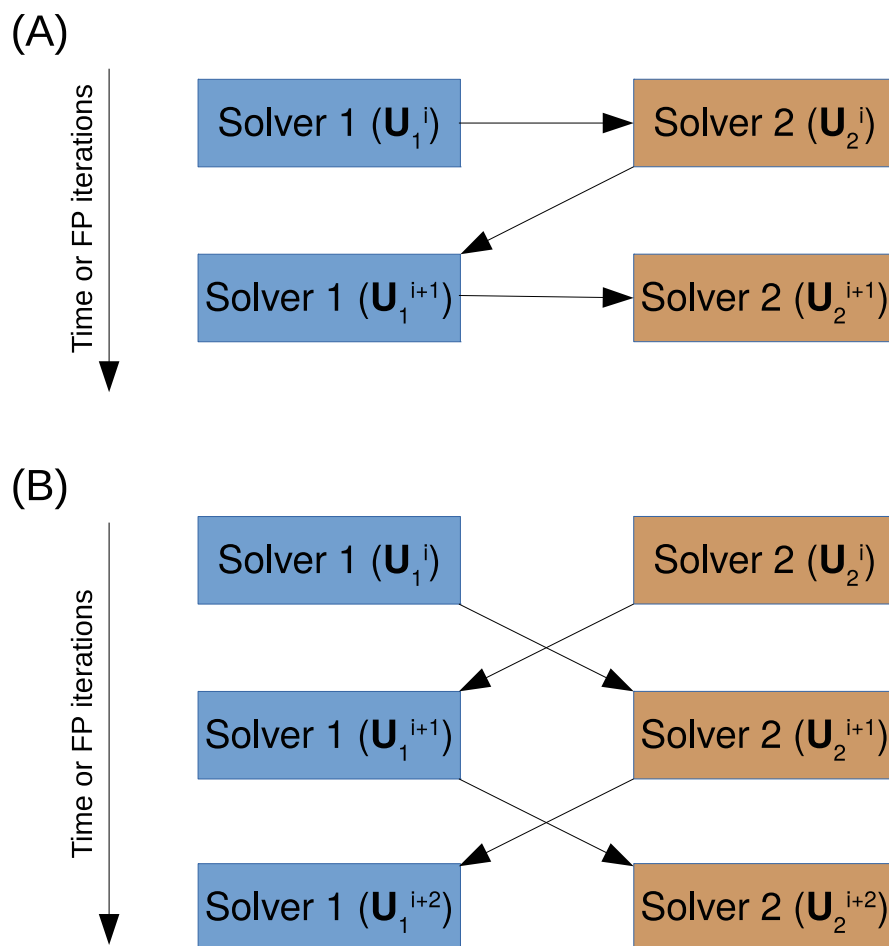 (A)
Time or FP iterations
Solver 1 (U₁ⁱ)
Solver 2 (U₂ⁱ)
Solver 1 (U₁ⁱ⁺¹)
Solver 2 (U₂ⁱ⁺¹)
(B)
Time or FP iterations
Solver 1 (U₁ⁱ)
Solver 2 (U₂ⁱ)
Solver 1 (U₁ⁱ⁺¹)
Solver 2 (U₂ⁱ⁺¹)
Solver 1 (U₁ⁱ⁺²)
Solver 2 (U₂ⁱ⁺²)